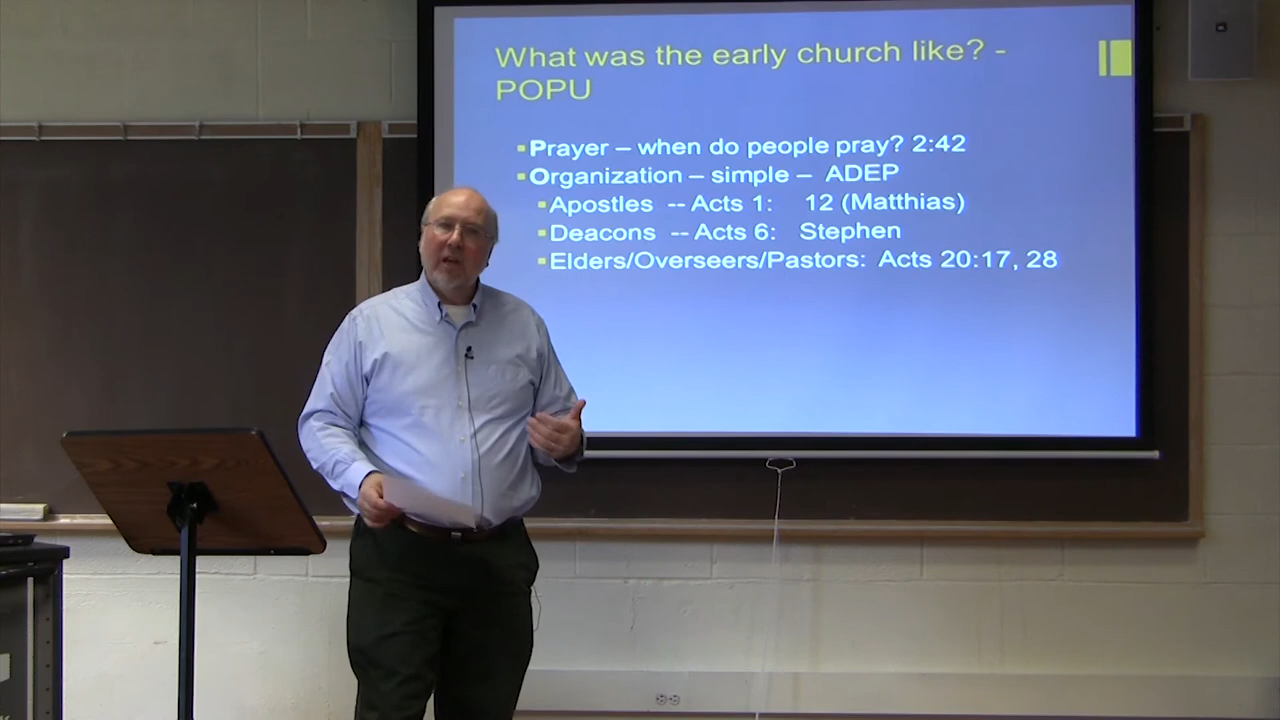 What was the early church like? -
POPU
Prayer – when do people pray? 2:42
Organization – simple – ADEP
Apostles -- Acts 1: 12 (Matthias)
Deacons -- Acts 6: Stephen
Elders/Overseers/Pastors: Acts 20:17, 28